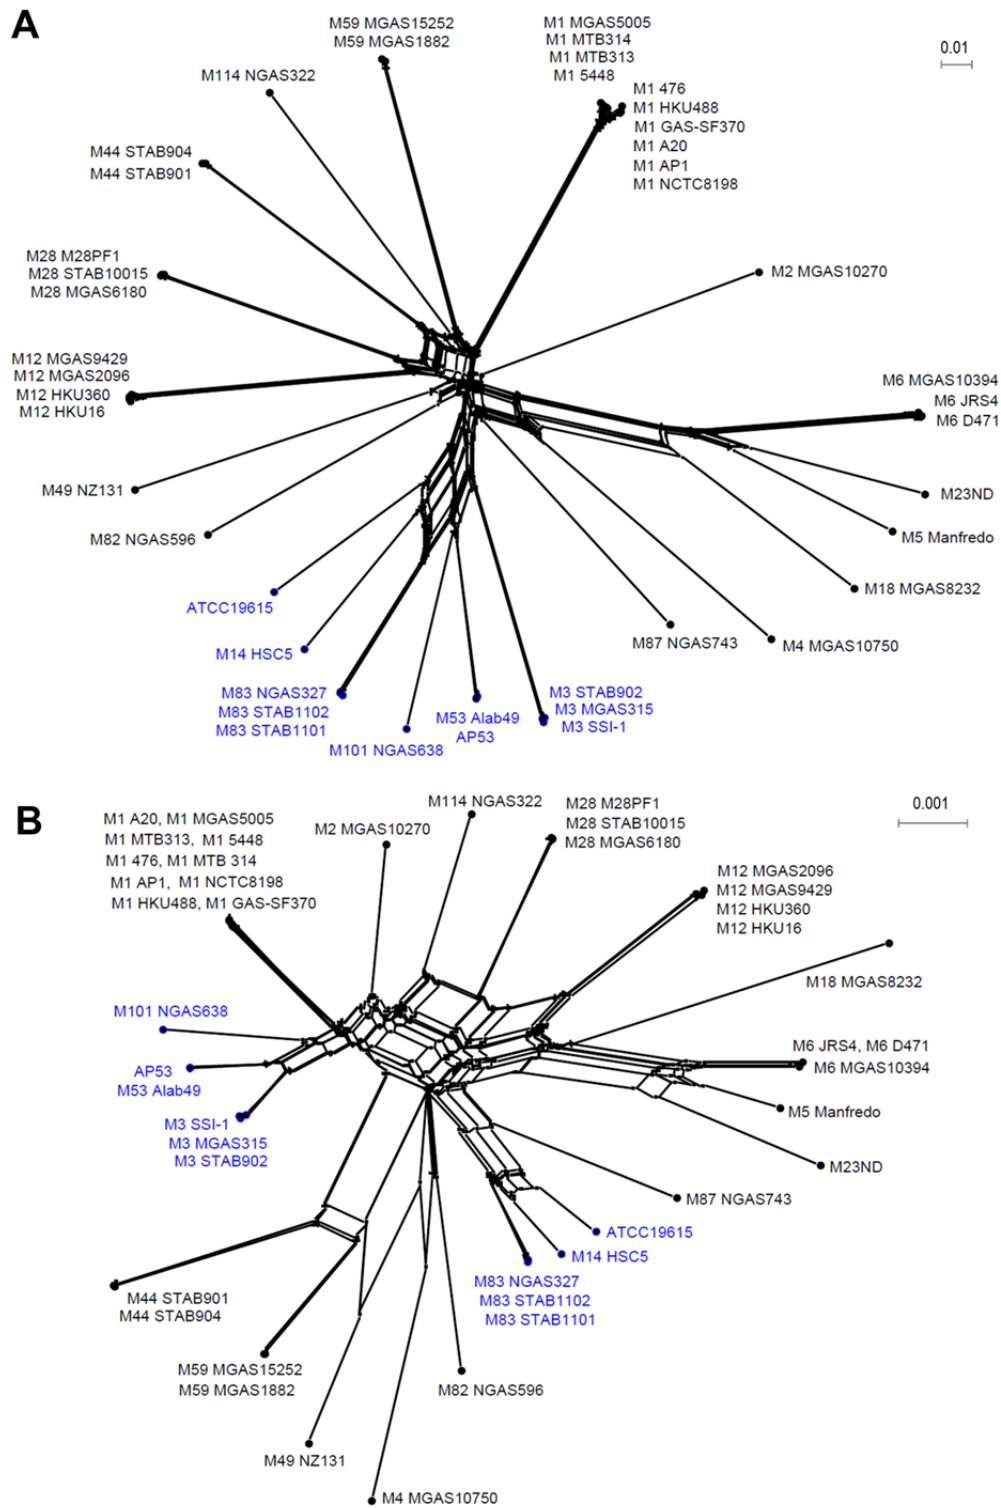 A
M59 MGAS15252
M59 MGAS1882
M1 MGAS5005
M1 MTB314
M1 MTB313
M1 5448
0.01
M114 NGAS322
M1 476
M1 HKU488
M1 GAS-SF370
M1 A20
M1 AP1
M1 NCTC8198
M44 STAB904
M44 STAB901
M28 M28PF1
M28 STAB10015
M28 MGAS6180
M2 MGAS10270
M12 MGAS9429
M12 MGAS2096
M12 HKU360
M12 HKU16
M6 MGAS10394
M6 JRS4
M6 D471
M49 NZ131
M23ND
M82 NGAS596
M5 Manfredo
ATCC19615
M18 MGAS8232
M14 HSC5
M87 NGAS743
M4 MGAS10750
M83 NGAS327
M83 STAB1102
M83 STAB1101
M101 NGAS638
M53 Alab49
AP53
M3 STAB902
M3 MGAS315
M3 SSI-1
B
M1 A20, M1 MGAS5005
M1 MTB313, M1 5448
M1 476, M1 MTB 314
M1 AP1, M1 NCTC8198
M1 HKU488, M1 GAS-SF370
M2 MGAS10270
M114 NGAS322
M28 M28PF1
M28 STAB10015
M28 MGAS6180
0.001
M12 MGAS2096
M12 MGAS9429
M12 HKU360
M12 HKU16
M18 MGAS8232
M101 NGAS638
AP53
M53 Alab49
M6 JRS4, M6 D471
M6 MGAS10394
M3 SSI-1
M3 MGAS315
M3 STAB902
M5 Manfredo
M23ND
M87 NGAS743
ATCC19615
M14 HSC5
M83 NGAS327
M83 STAB1102
M83 STAB1101
M44 STAB901
M44 STAB904
M59 MGAS15252
M59 MGAS1882
M82 NGAS596
M49 NZ131
M4 MGAS10750